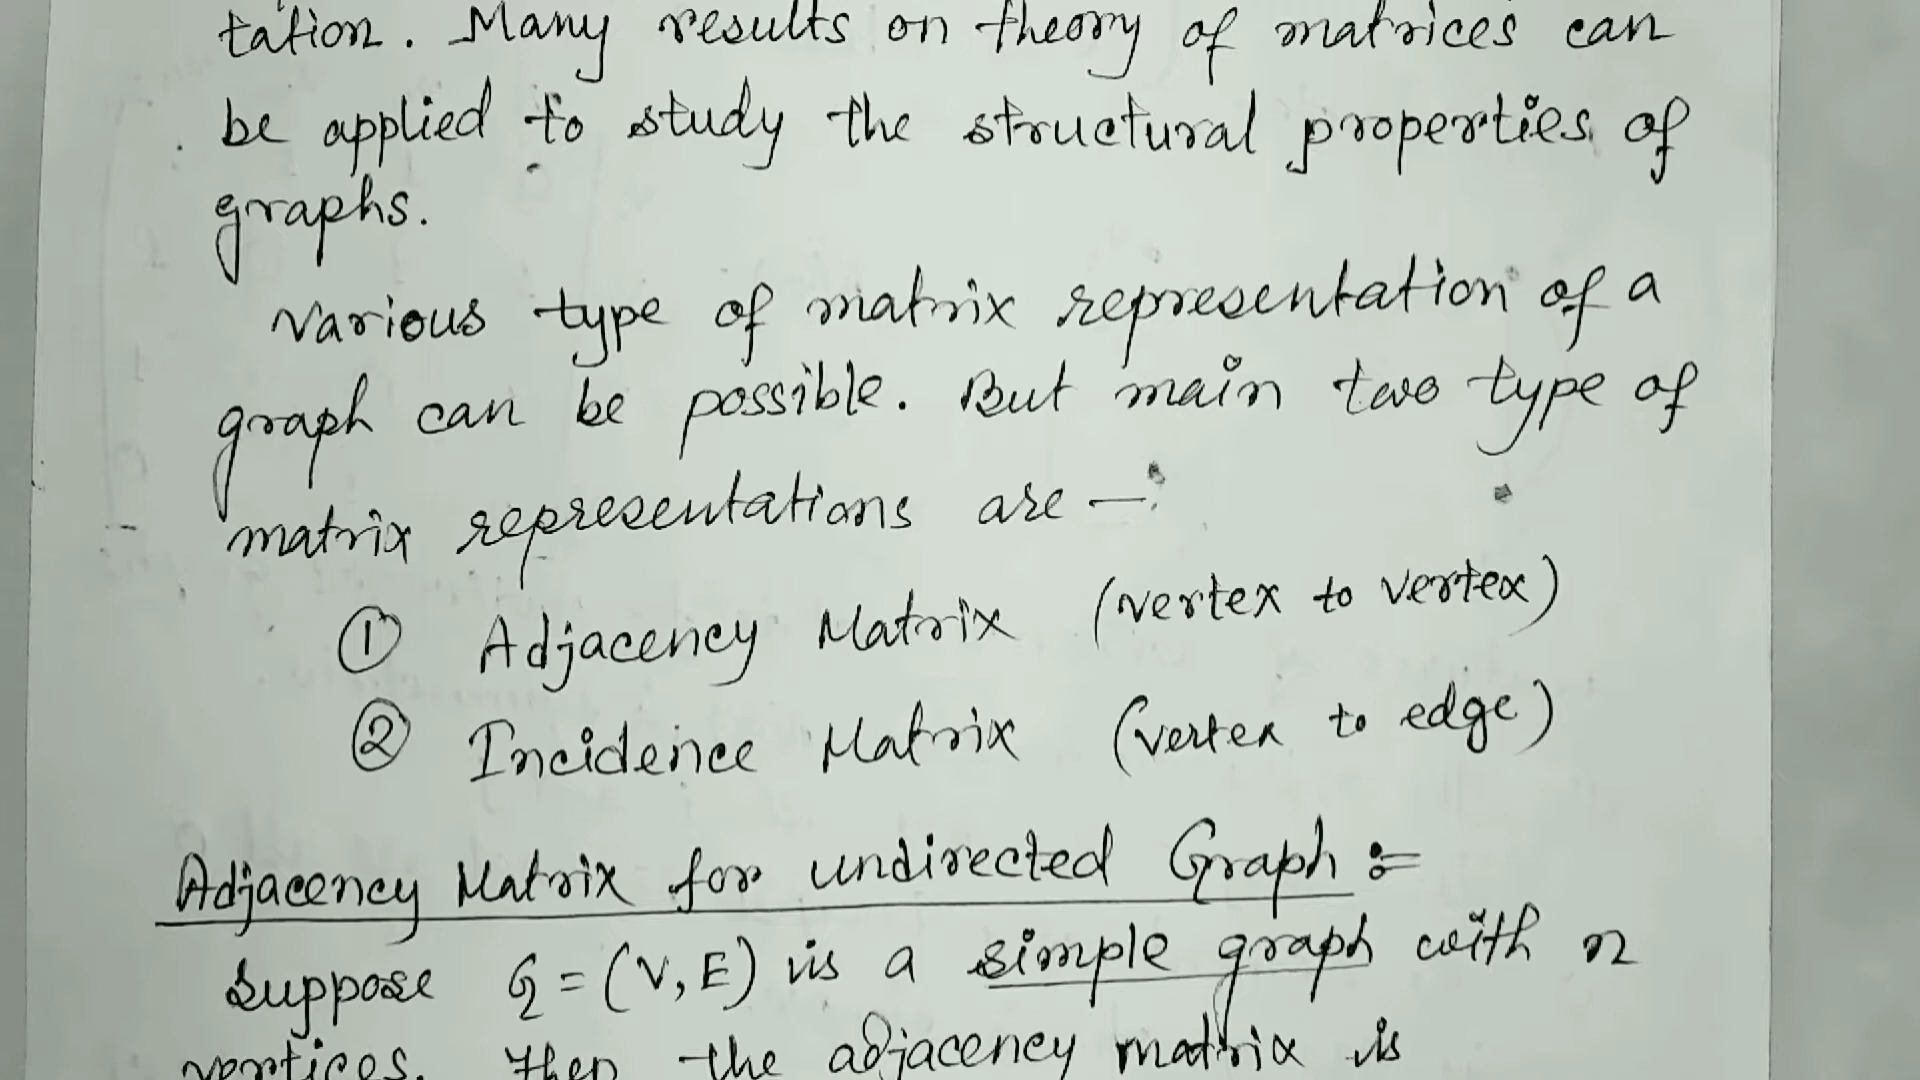 tation. Many results on theory of matrices can
be applied to study the structural properties of
graphs.
Various type of matrix representation of a
graph can be possible. But main two type of
matrix representations are —:
① Adjacency Matrix (vertex to vertex)
② Incidence Matrix (vertex to edge)
Adjacency Matrix for undirected Graph :=
Suppose G = (V, E) is a simple graph with n
vertices. Then the adjacency matrix is